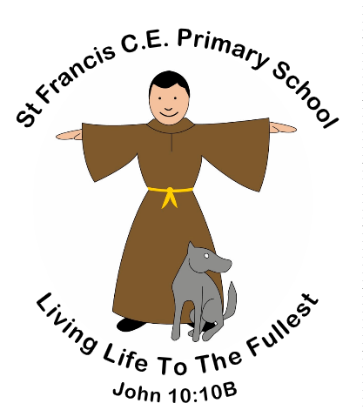 St Francis C.E. Primary School
Living Life To The Fullest
John 10:10B